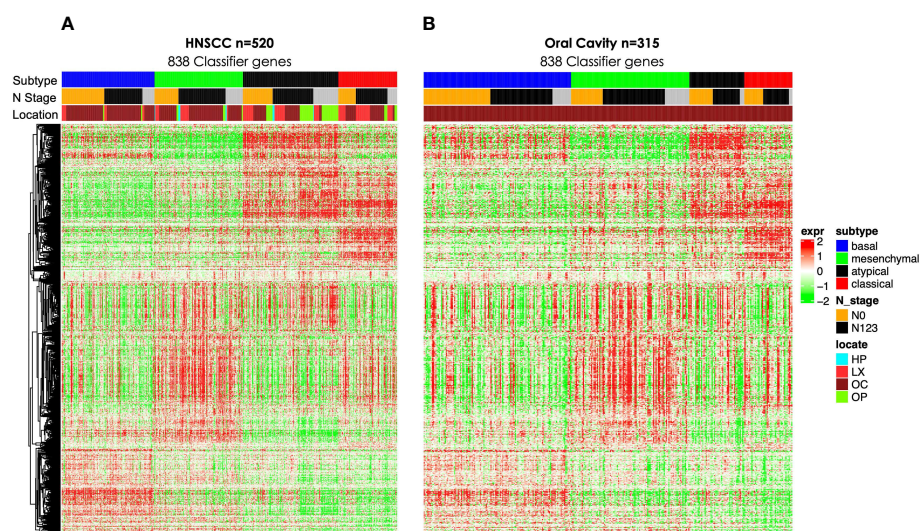 A
B
HNSCC n=520
838 Classifier genes
Oral Cavity n=315
838 Classifier genes
Subtype
N Stage
Location
expr
2
1
0
−1
−2
subtype
basal
mesenchymal
atypical
classical
N_stage
N0
N123
locate
HP
LX
OC
OP